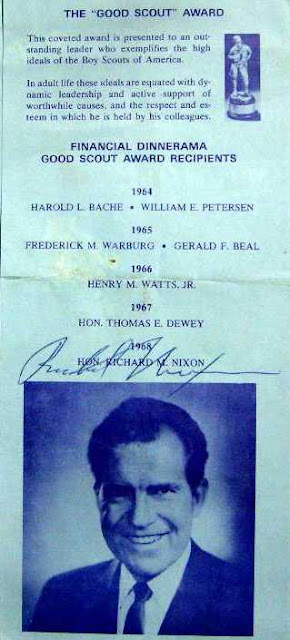 THE "GOOD SCOUT" AWARD
This coveted award is presented to an out-
standing leader who exemplifies the high
ideals of the Boy Scouts of America.
In adult life these ideals are equated with dy-
namic leadership and active support of
worthwhile causes, and the respect and es-
teem in which he is held by his colleagues.
FINANCIAL DINNERAMA
GOOD SCOUT AWARD RECIPIENTS
1964
HAROLD L. BACHE • WILLIAM E. PETERSEN
1965
FREDERICK M. WARBURG • GERALD F. BEAL
1966
HENRY M. WATTS, JR.
1967
HON. THOMAS E. DEWEY
1968
HON. RICHARD M. NIXON
Richard Nixon